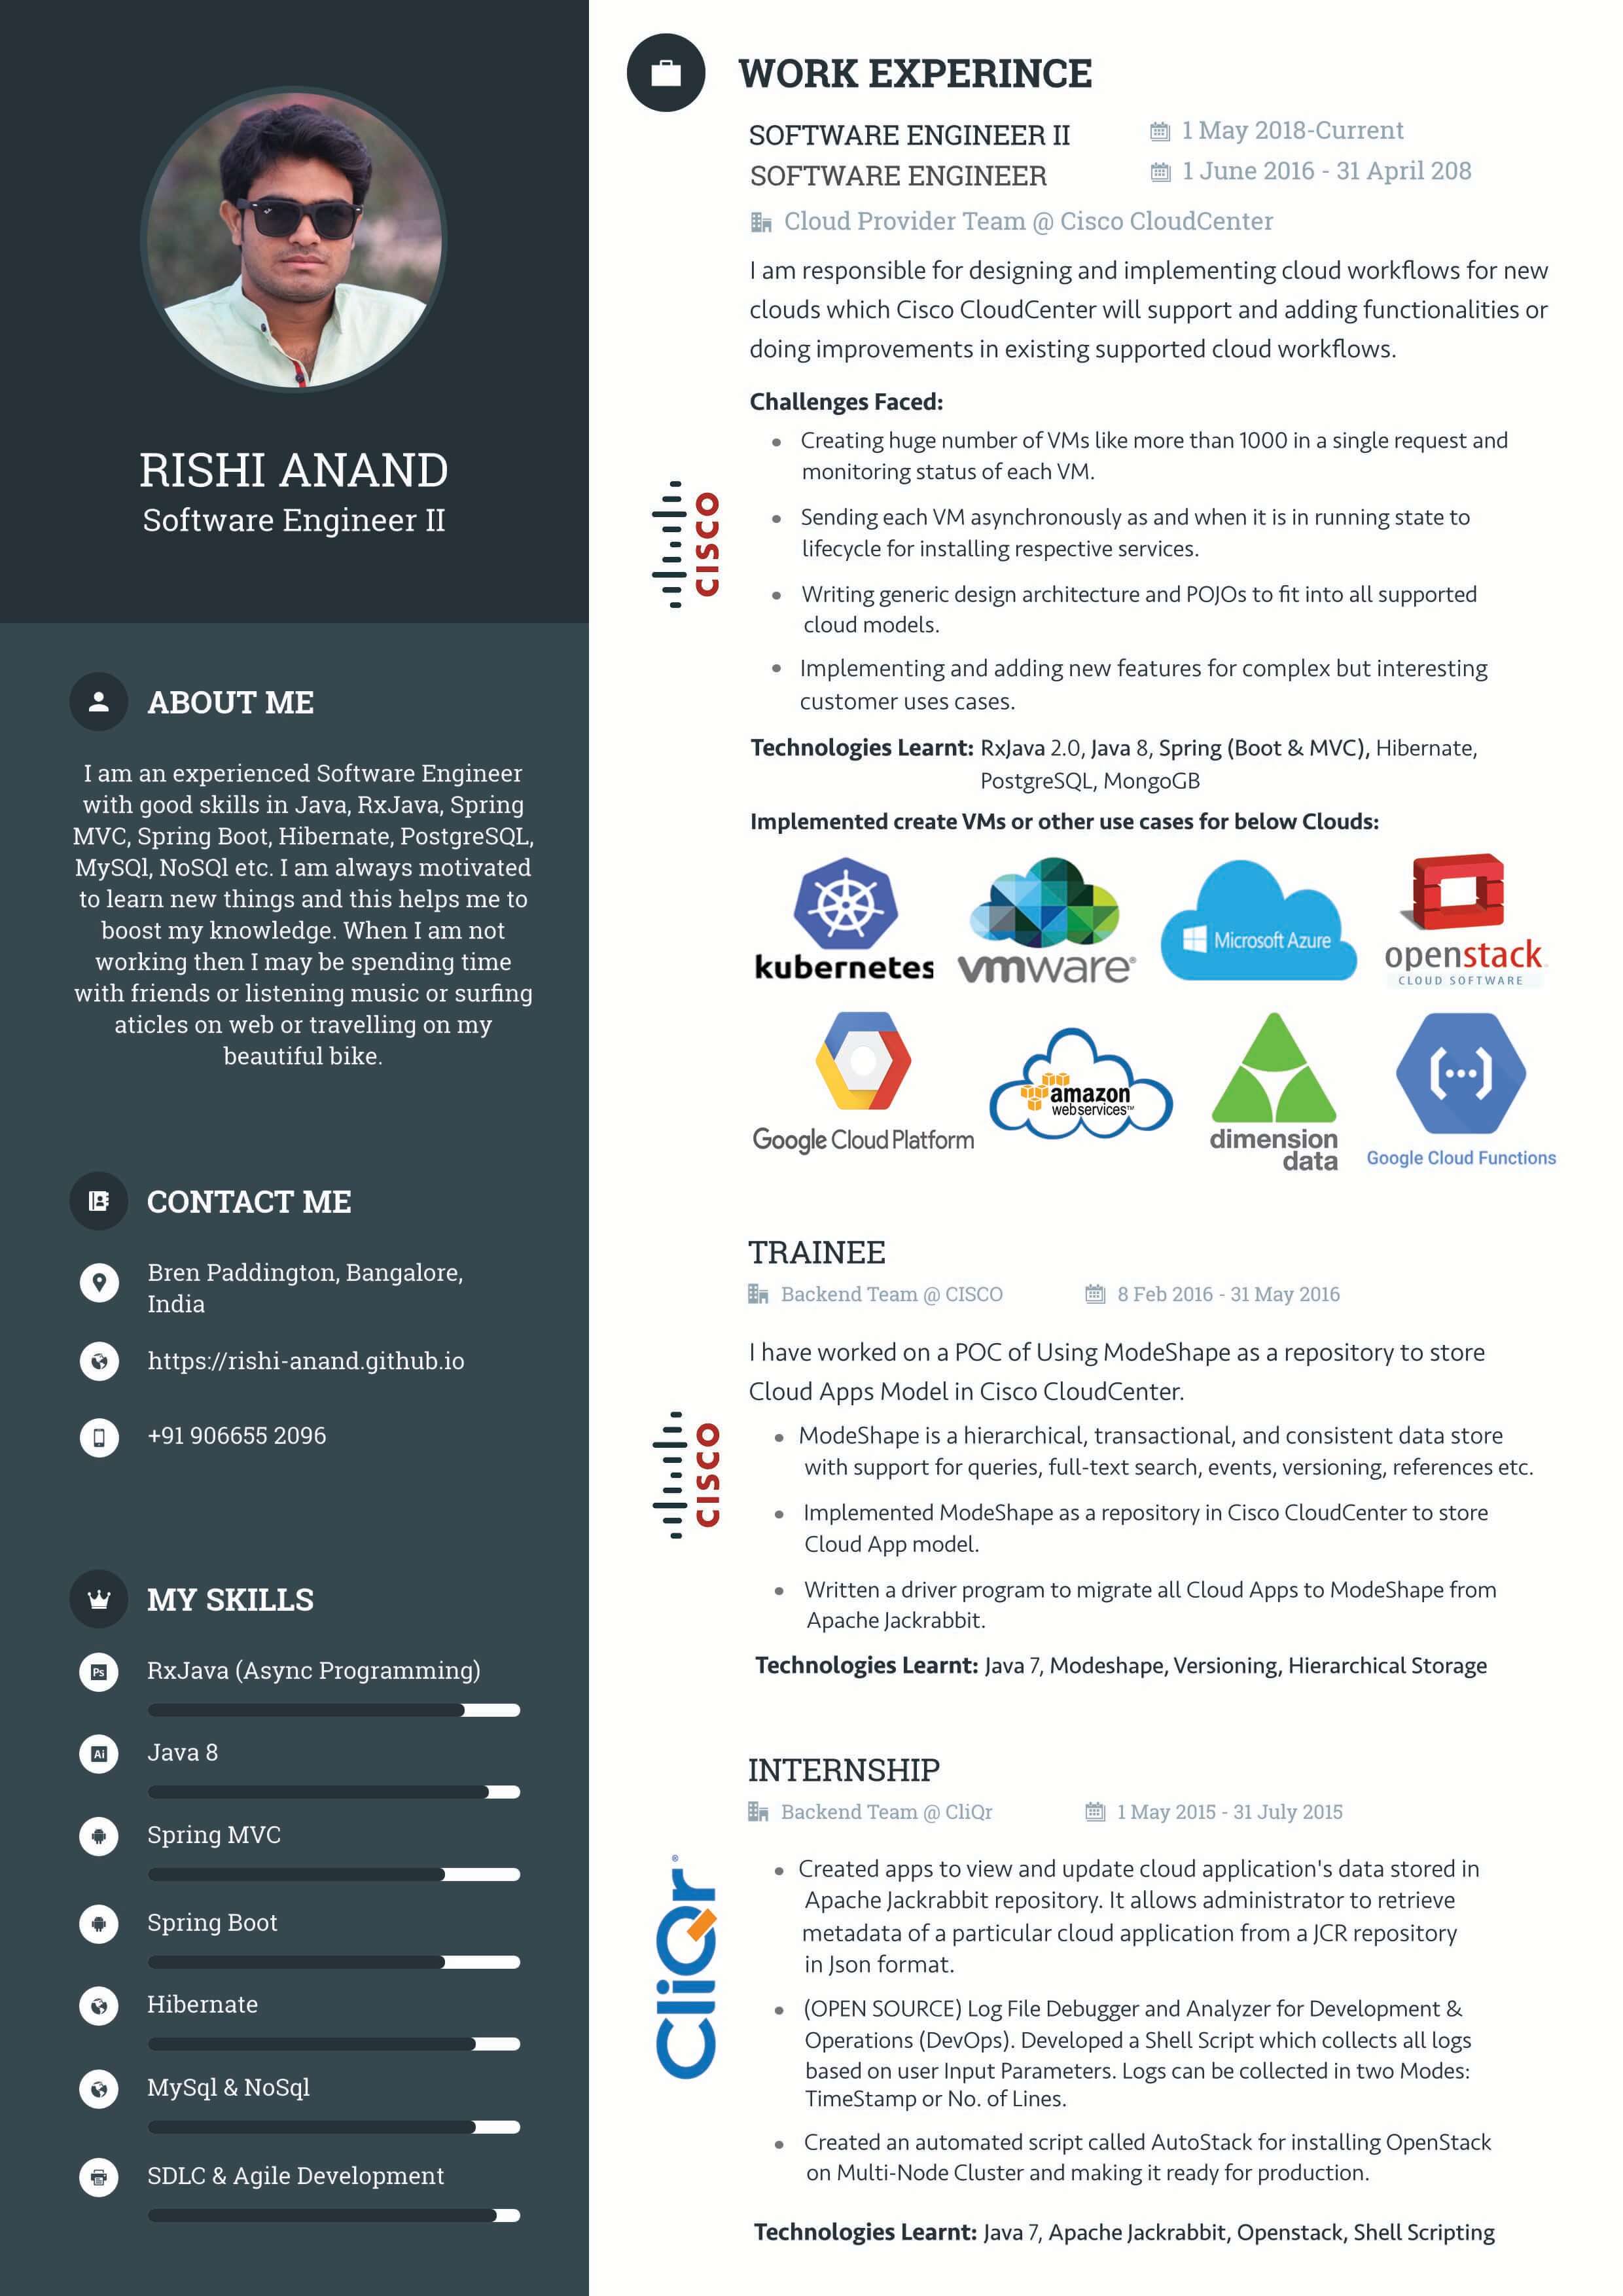 RISHI ANAND
Software Engineer II
ABOUT ME
I am an experienced Software Engineer
with good skills in Java, RxJava, Spring
MVC, Spring Boot, Hibernate, PostgreSQL,
MySQl, NoSQl etc. I am always motivated
to learn new things and this helps me to
boost my knowledge. When I am not
working then I may be spending time
with friends or listening music or surfing
aticles on web or travelling on my
beautiful bike.
CONTACT ME
Bren Paddington, Bangalore,
India
https://rishi-anand.github.io
+91 906655 2096
MY SKILLS
Ps
RxJava (Async Programming)
Ai
Java 8
Spring MVC
Spring Boot
Hibernate
MySql & NoSql
SDLC & Agile Development
WORK EXPERINCE
SOFTWARE ENGINEER II
1 May 2018-Current
SOFTWARE ENGINEER
1 June 2016 - 31 April 208
Cloud Provider Team @ Cisco CloudCenter
I am responsible for designing and implementing cloud workflows for new
clouds which Cisco CloudCenter will support and adding functionalities or
doing improvements in existing supported cloud workflows.
Challenges Faced:
• Creating huge number of VMs like more than 1000 in a single request and
monitoring status of each VM.
• Sending each VM asynchronously as and when it is in running state to
lifecycle for installing respective services.
• Writing generic design architecture and POJOs to fit into all supported
cloud models.
• Implementing and adding new features for complex but interesting
customer uses cases.
CISCO
Technologies Learnt: RxJava 2.0, Java 8, Spring (Boot & MVC), Hibernate,
PostgreSQL, MongoGB
Implemented create VMs or other use cases for below Clouds:
kubernetes
vmware®
Microsoft Azure
openstack
CLOUD SOFTWARE
Google Cloud Platform
amazon
webservices™
dimension
data
Google Cloud Functions
TRAINEE
Backend Team @ CISCO
8 Feb 2016 - 31 May 2016
I have worked on a POC of Using ModeShape as a repository to store
Cloud Apps Model in Cisco CloudCenter.
• ModeShape is a hierarchical, transactional, and consistent data store
with support for queries, full-text search, events, versioning, references etc.
• Implemented ModeShape as a repository in Cisco CloudCenter to store
Cloud App model.
• Written a driver program to migrate all Cloud Apps to ModeShape from
Apache Jackrabbit.
CISCO
Technologies Learnt: Java 7, Modeshape, Versioning, Hierarchical Storage
INTERNSHIP
Backend Team @ CliQr
1 May 2015 - 31 July 2015
CliQr®
• Created apps to view and update cloud application's data stored in
Apache Jackrabbit repository. It allows administrator to retrieve
metadata of a particular cloud application from a JCR repository
in Json format.
• (OPEN SOURCE) Log File Debugger and Analyzer for Development &
Operations (DevOps). Developed a Shell Script which collects all logs
based on user Input Parameters. Logs can be collected in two Modes:
TimeStamp or No. of Lines.
• Created an automated script called AutoStack for installing OpenStack
on Multi-Node Cluster and making it ready for production.
Technologies Learnt: Java 7, Apache Jackrabbit, Openstack, Shell Scripting